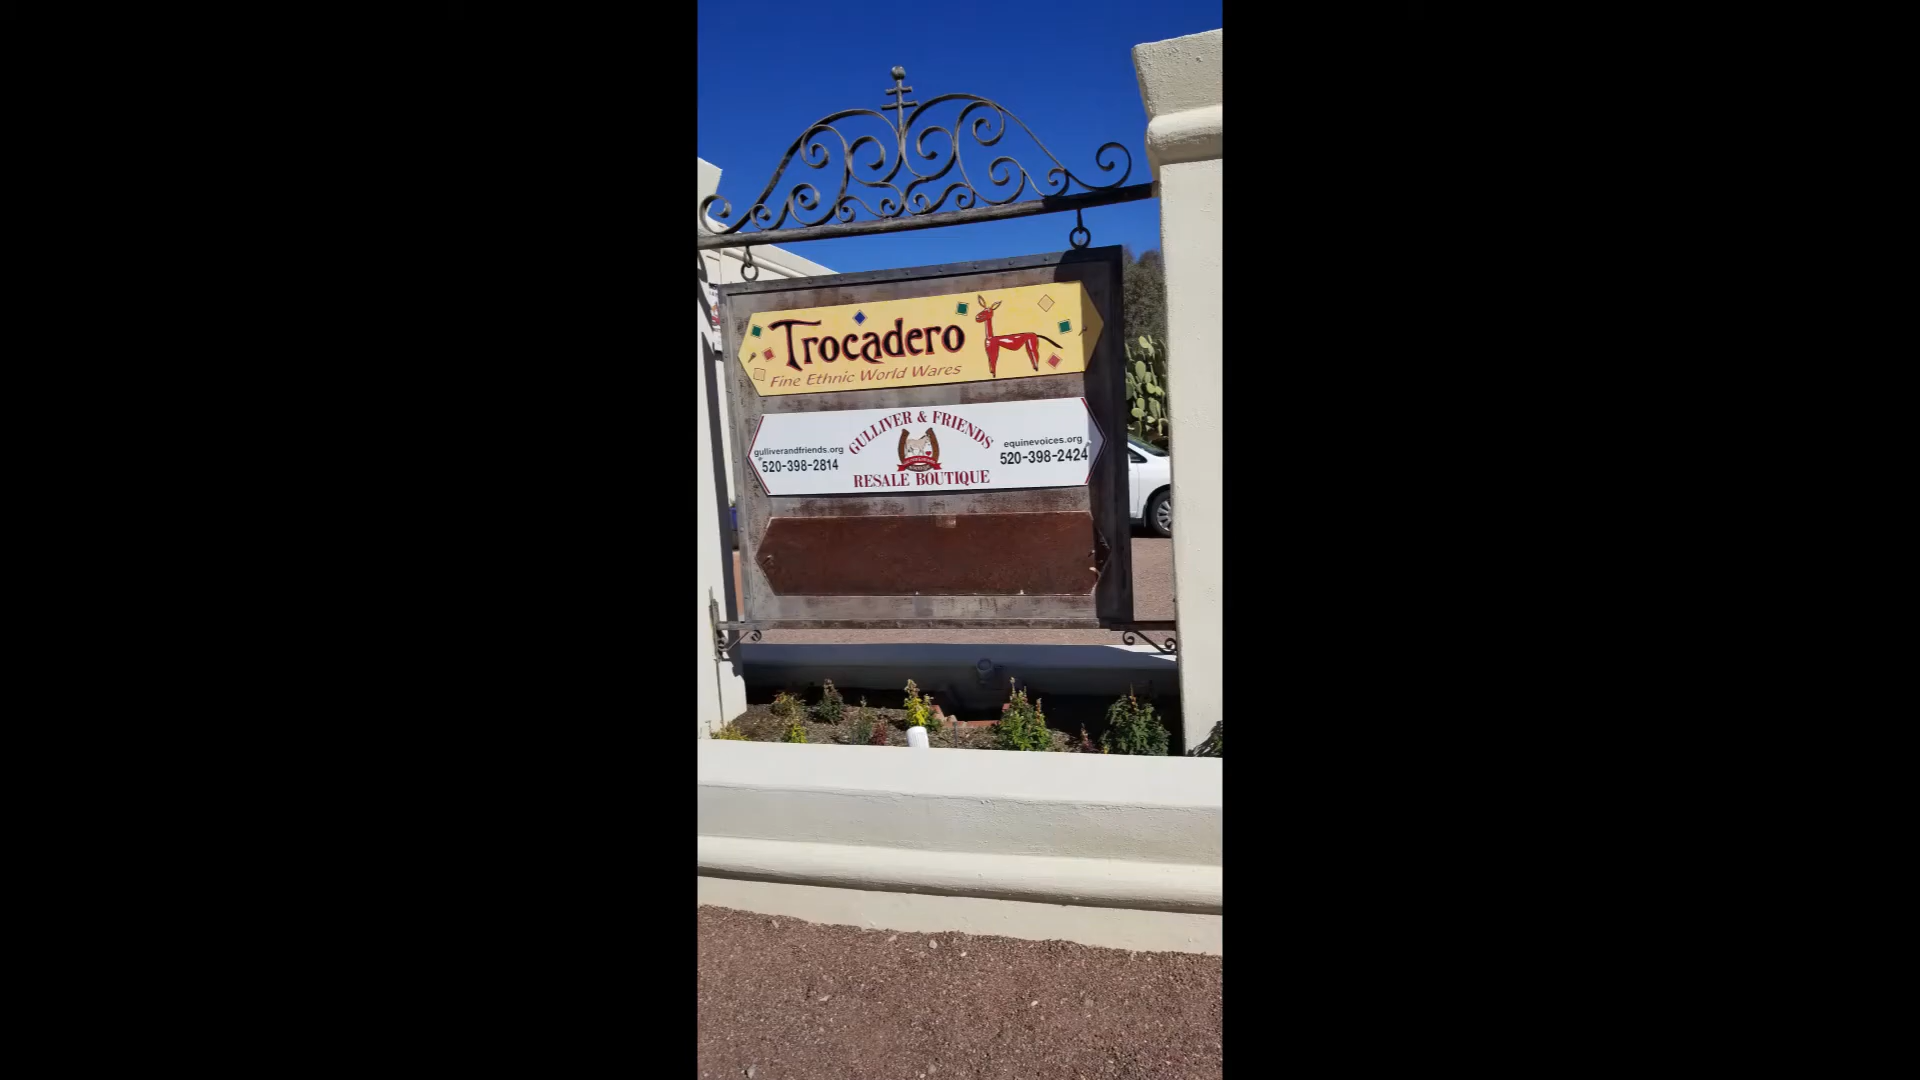 Trocadero
Fine Ethnic World Wares
GULLIVER & FRIENDS
gulliverandfriends.org
520-398-2814
equinevoices.org
520-398-2424
RESALE BOUTIQUE